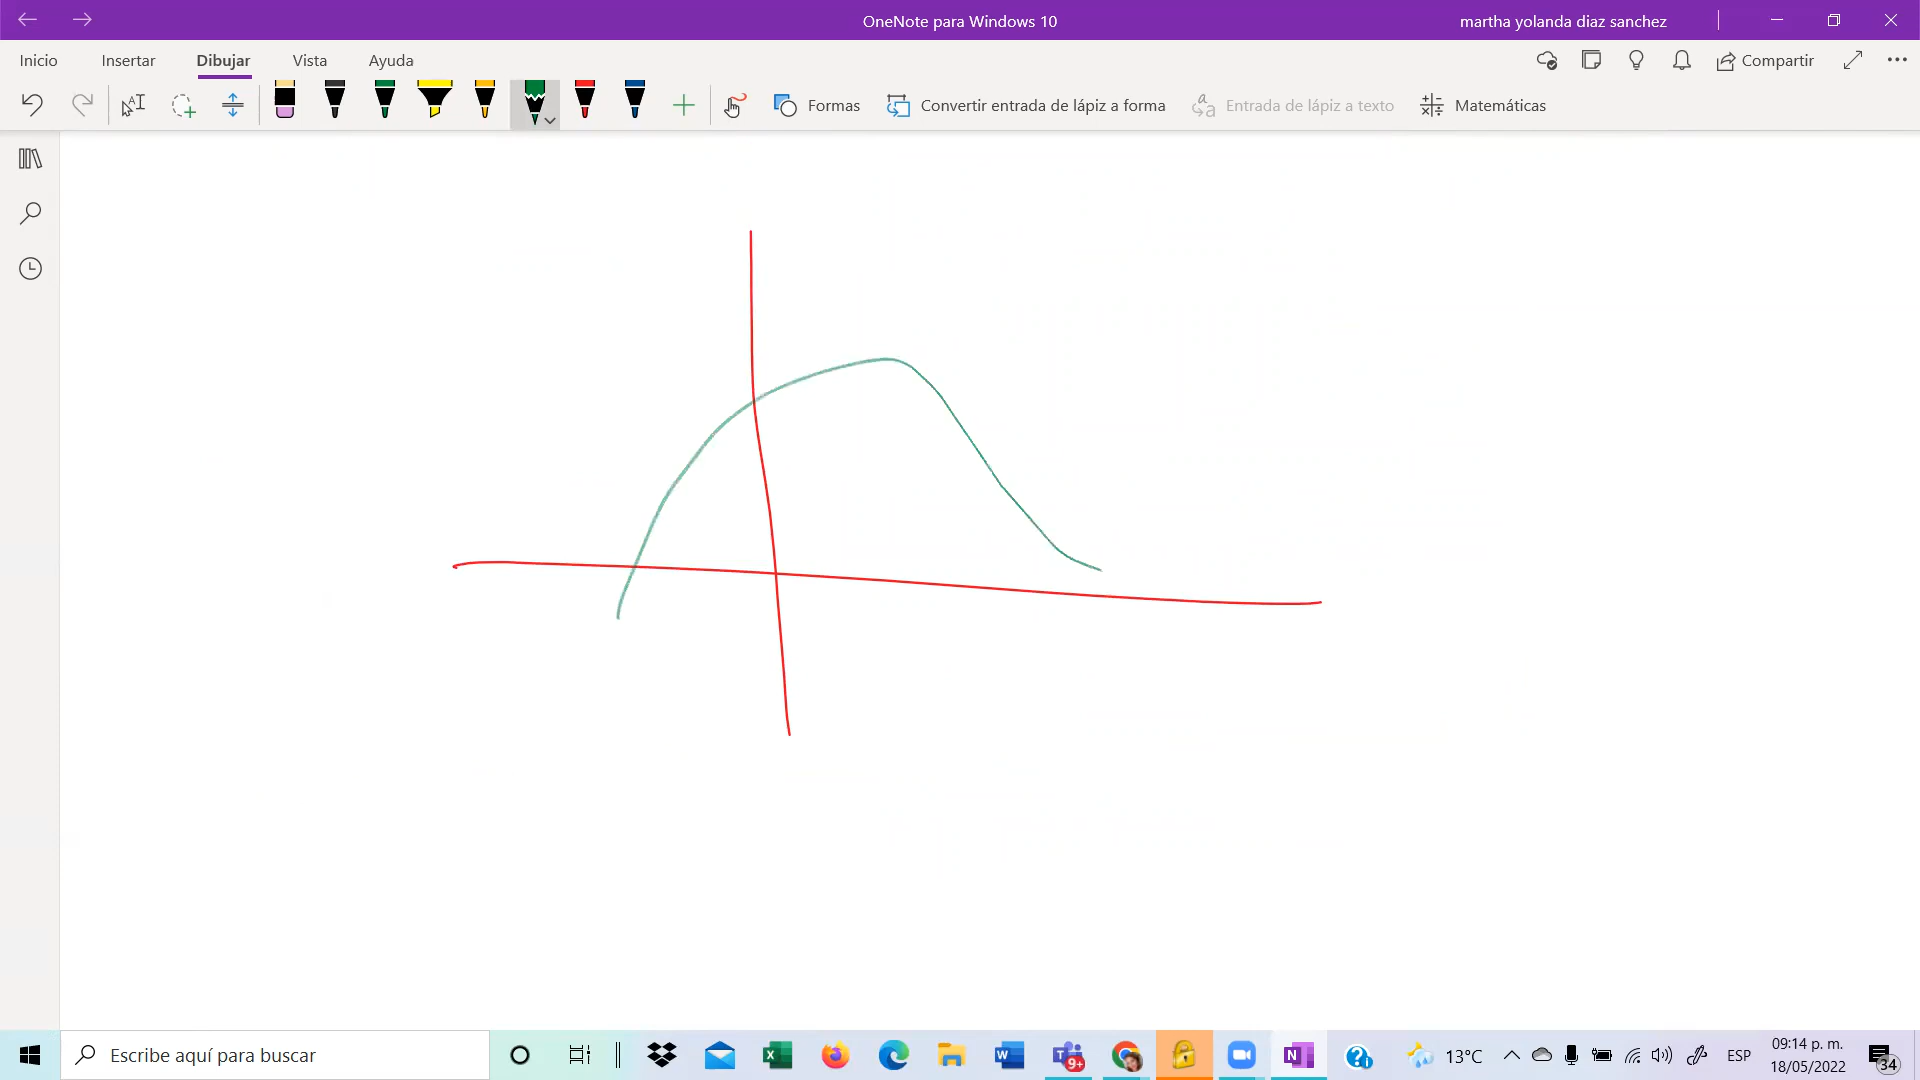 OneNote para Windows 10
martha yolanda diaz sanchez
Inicio Insertar Dibujar Vista Ayuda
Compartir
Formas Convertir entrada de lápiz a forma Entrada de lápiz a texto Matemáticas
Escribe aquí para buscar
9+
13°C
ESP
09:14 p. m.
18/05/2022
34